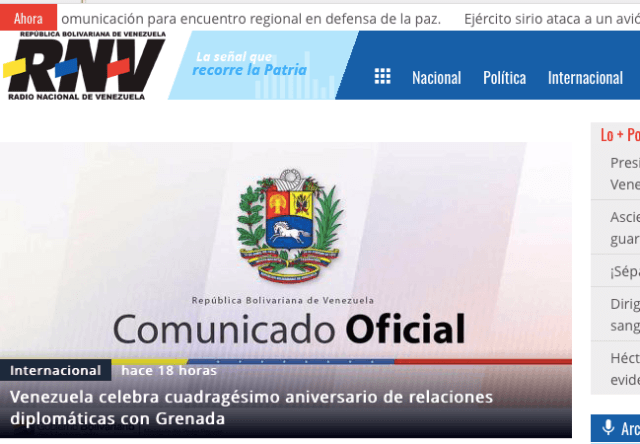 Ahora
omunicación para encuentro regional en defensa de la paz.
Ejército sirio ataca a un avió
REPÚBLICA BOLIVARIANA DE VENEZUELA
RNV
RADIO NACIONAL DE VENEZUELA
La señal que
recorre la Patria
Nacional
Política
Internacional
República Bolivariana de Venezuela
Comunicado Oficial
Internacional
hace 18 horas
Venezuela celebra cuadragésimo aniversario de relaciones
diplomáticas con Grenada
Lo + Po
Presi
Vene
Ascie
guar
¡Sépa
Dirig
sang
Héct
evide
Arc